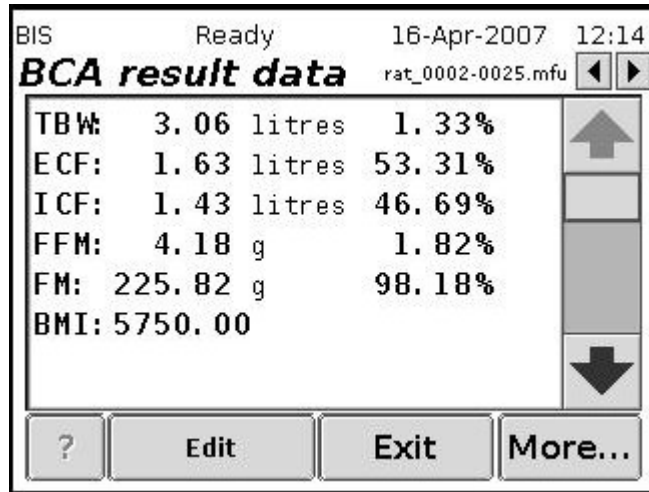 BIS Ready 16-Apr-2007 12:14
BCA result data rat_0002-0025.mfu
TBW: 3.06 litres 1.33%
ECF: 1.63 litres 53.31%
ICF: 1.43 litres 46.69%
FFM: 4.18 g 1.82%
FM: 225.82 g 98.18%
BMI: 5750.00
? Edit Exit More...